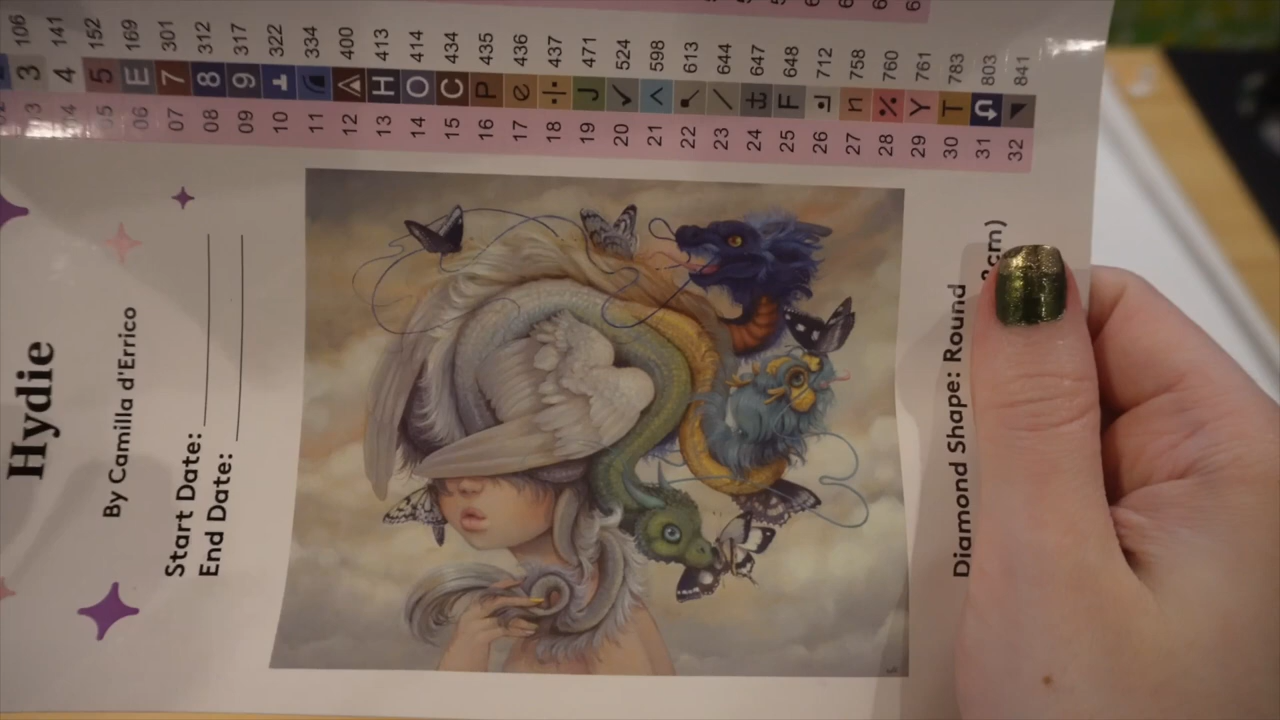 Hydie
By Camilla d'Errico
Start Date:
End Date:
Diamond Shape: Round
03 3 106
04 4 141
05 5 152
06 E 169
07 7 301
08 8 312
09 9 317
10 322
11 334
12 400
13 H 413
14 O 414
15 C 434
16 P 435
17 436
18 437
19 J 471
20 ✓ 524
21 598
22 613
23 / 644
24 647
25 F 648
26 712
27 n 758
28 % 760
29 Y 761
30 T 783
31 803
32 841